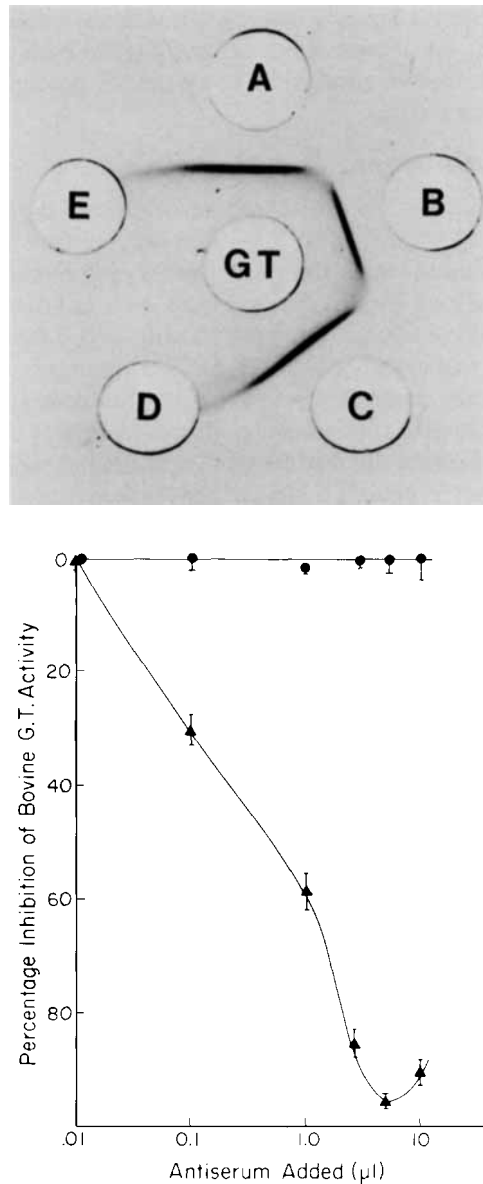 A
E
B
GT
D
C
Percentage Inhibition of Bovine G.T. Activity
0
20
40
60
80
.01
0.1
1.0
10
Antiserum Added (μl)